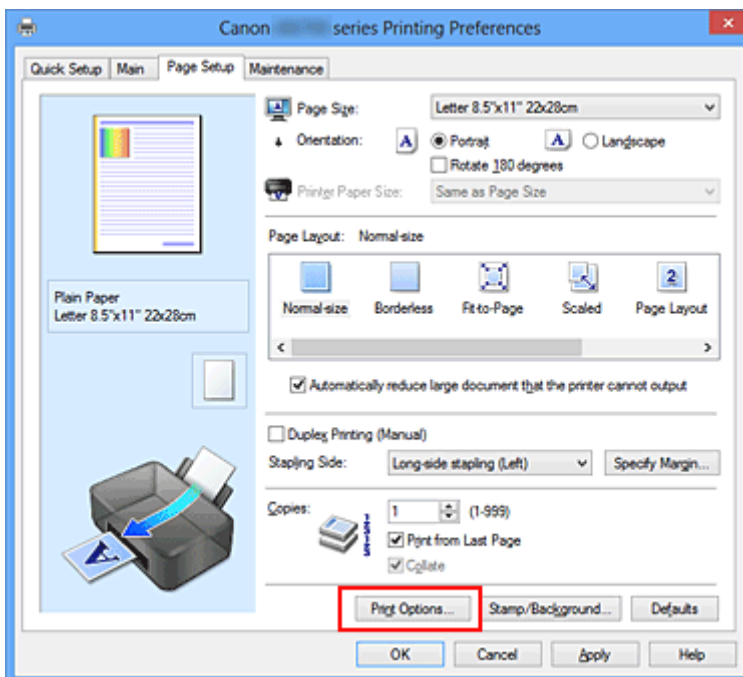 Canon series Printing Preferences
Quick Setup Main Page Setup Maintenance
Page Size: Letter 8.5"x11" 22x28cm
Orientation: A Portrait A Landscape
Rotate 180 degrees
Printer Paper Size: Same as Page Size
Page Layout: Normal-size
2
Normal-size Borderless Fit-to-Page Scaled Page Layout
Plain Paper
Letter 8.5"x11" 22x28cm
Automatically reduce large document that the printer cannot output
Duplex Printing (Manual)
Stapling Side: Long-side stapling (Left) Specify Margin...
Copies: 1 (1-999)
Print from Last Page
Collate
A
Print Options... Stamp/Background... Defaults
OK Cancel Apply Help